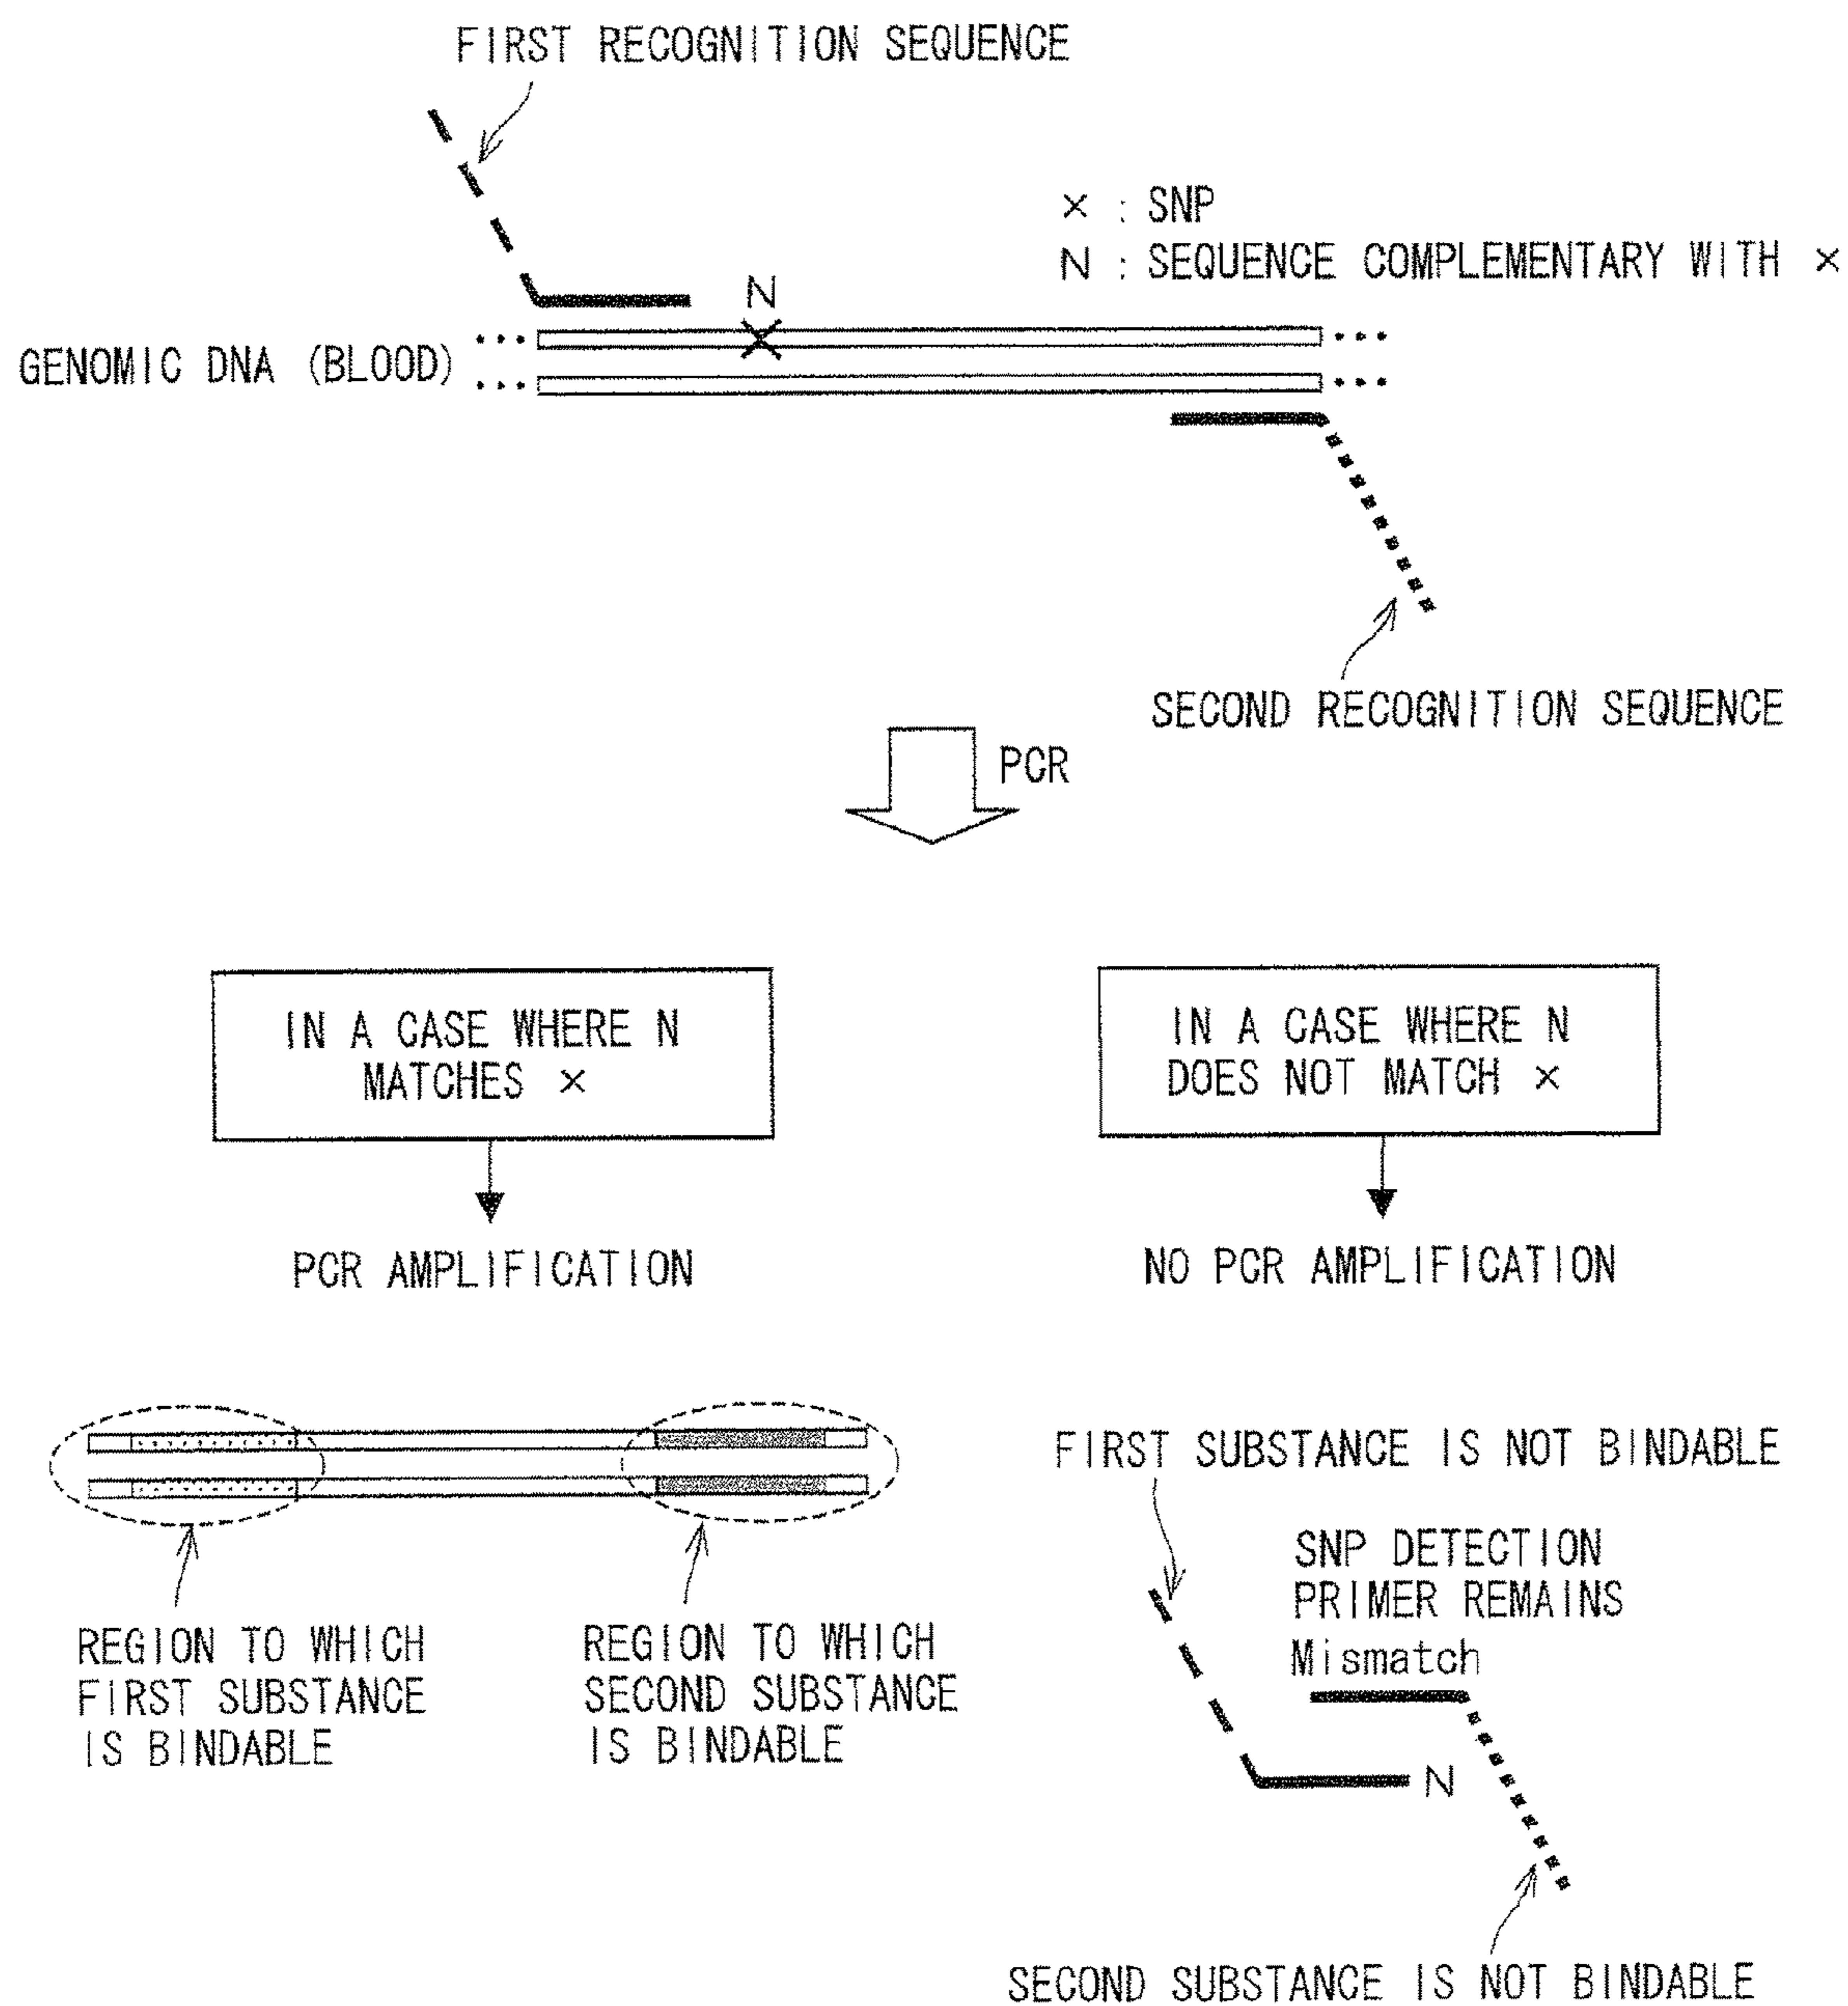 FIRST RECOGNITION SEQUENCE
× : SNP
N : SEQUENCE COMPLEMENTARY WITH ×
N
×
GENOMIC DNA (BLOOD)
SECOND RECOGNITION SEQUENCE
PCR
IN A CASE WHERE N
MATCHES ×
IN A CASE WHERE N
DOES NOT MATCH ×
PCR AMPLIFICATION
NO PCR AMPLIFICATION
REGION TO WHICH
FIRST SUBSTANCE
IS BINDABLE
REGION TO WHICH
SECOND SUBSTANCE
IS BINDABLE
FIRST SUBSTANCE IS NOT BINDABLE
SNP DETECTION
PRIMER REMAINS
Mismatch
N
SECOND SUBSTANCE IS NOT BINDABLE